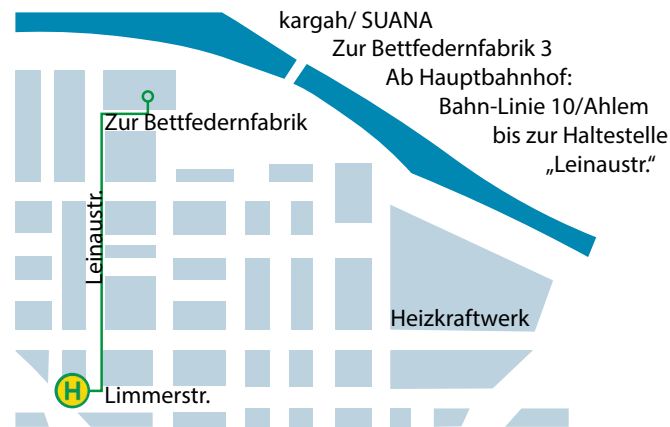 kargah/ SUANA
Zur Bettfedernfabrik 3
Ab Hauptbahnhof:
Bahn-Linie 10/Ahlem
bis zur Haltestelle
„Leinaustr.“
Zur Bettfedernfabrik
Leinaustr.
Heizkraftwerk
H
Limmerstr.